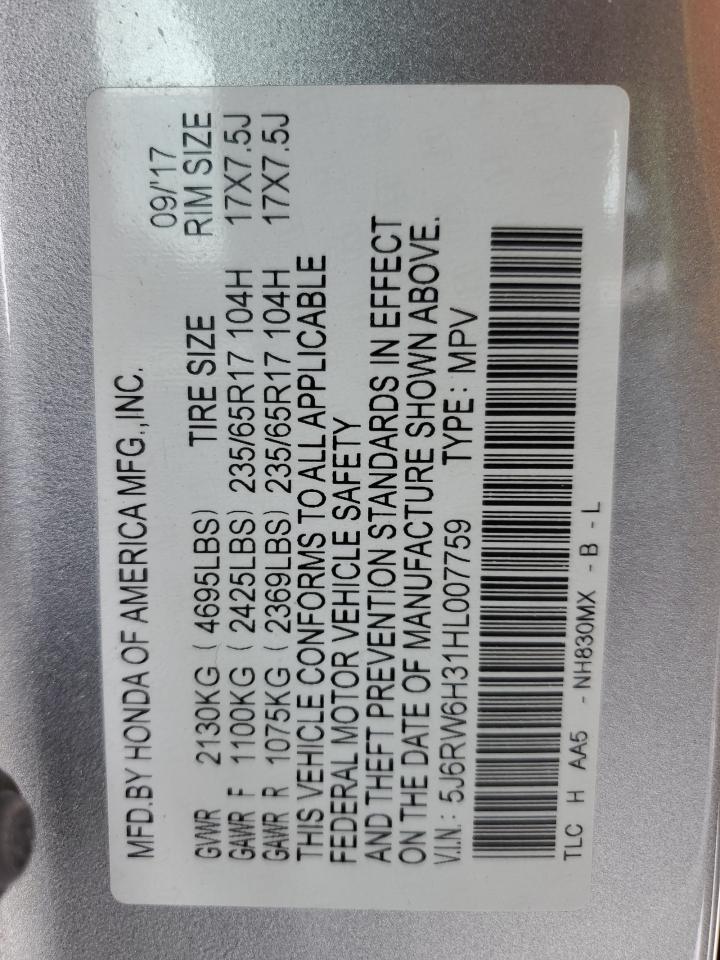 MFD.BY HONDA OF AMERICA MFG.,INC. 09/'17
GVWR 2130KG ( 4695LBS) TIRE SIZE RIM SIZE
GAWR F 1100KG ( 2425LBS) 235/65R17 104H 17X7.5J
GAWR R 1075KG ( 2369LBS) 235/65R17 104H 17X7.5J
THIS VEHICLE CONFORMS TO ALL APPLICABLE
FEDERAL MOTOR VEHICLE SAFETY
AND THEFT PREVENTION STANDARDS IN EFFECT
ON THE DATE OF MANUFACTURE SHOWN ABOVE.
V.I.N.: 5J6RW6H31HL007759 TYPE: MPV
TLC H AA5 - NH830MX - B - L